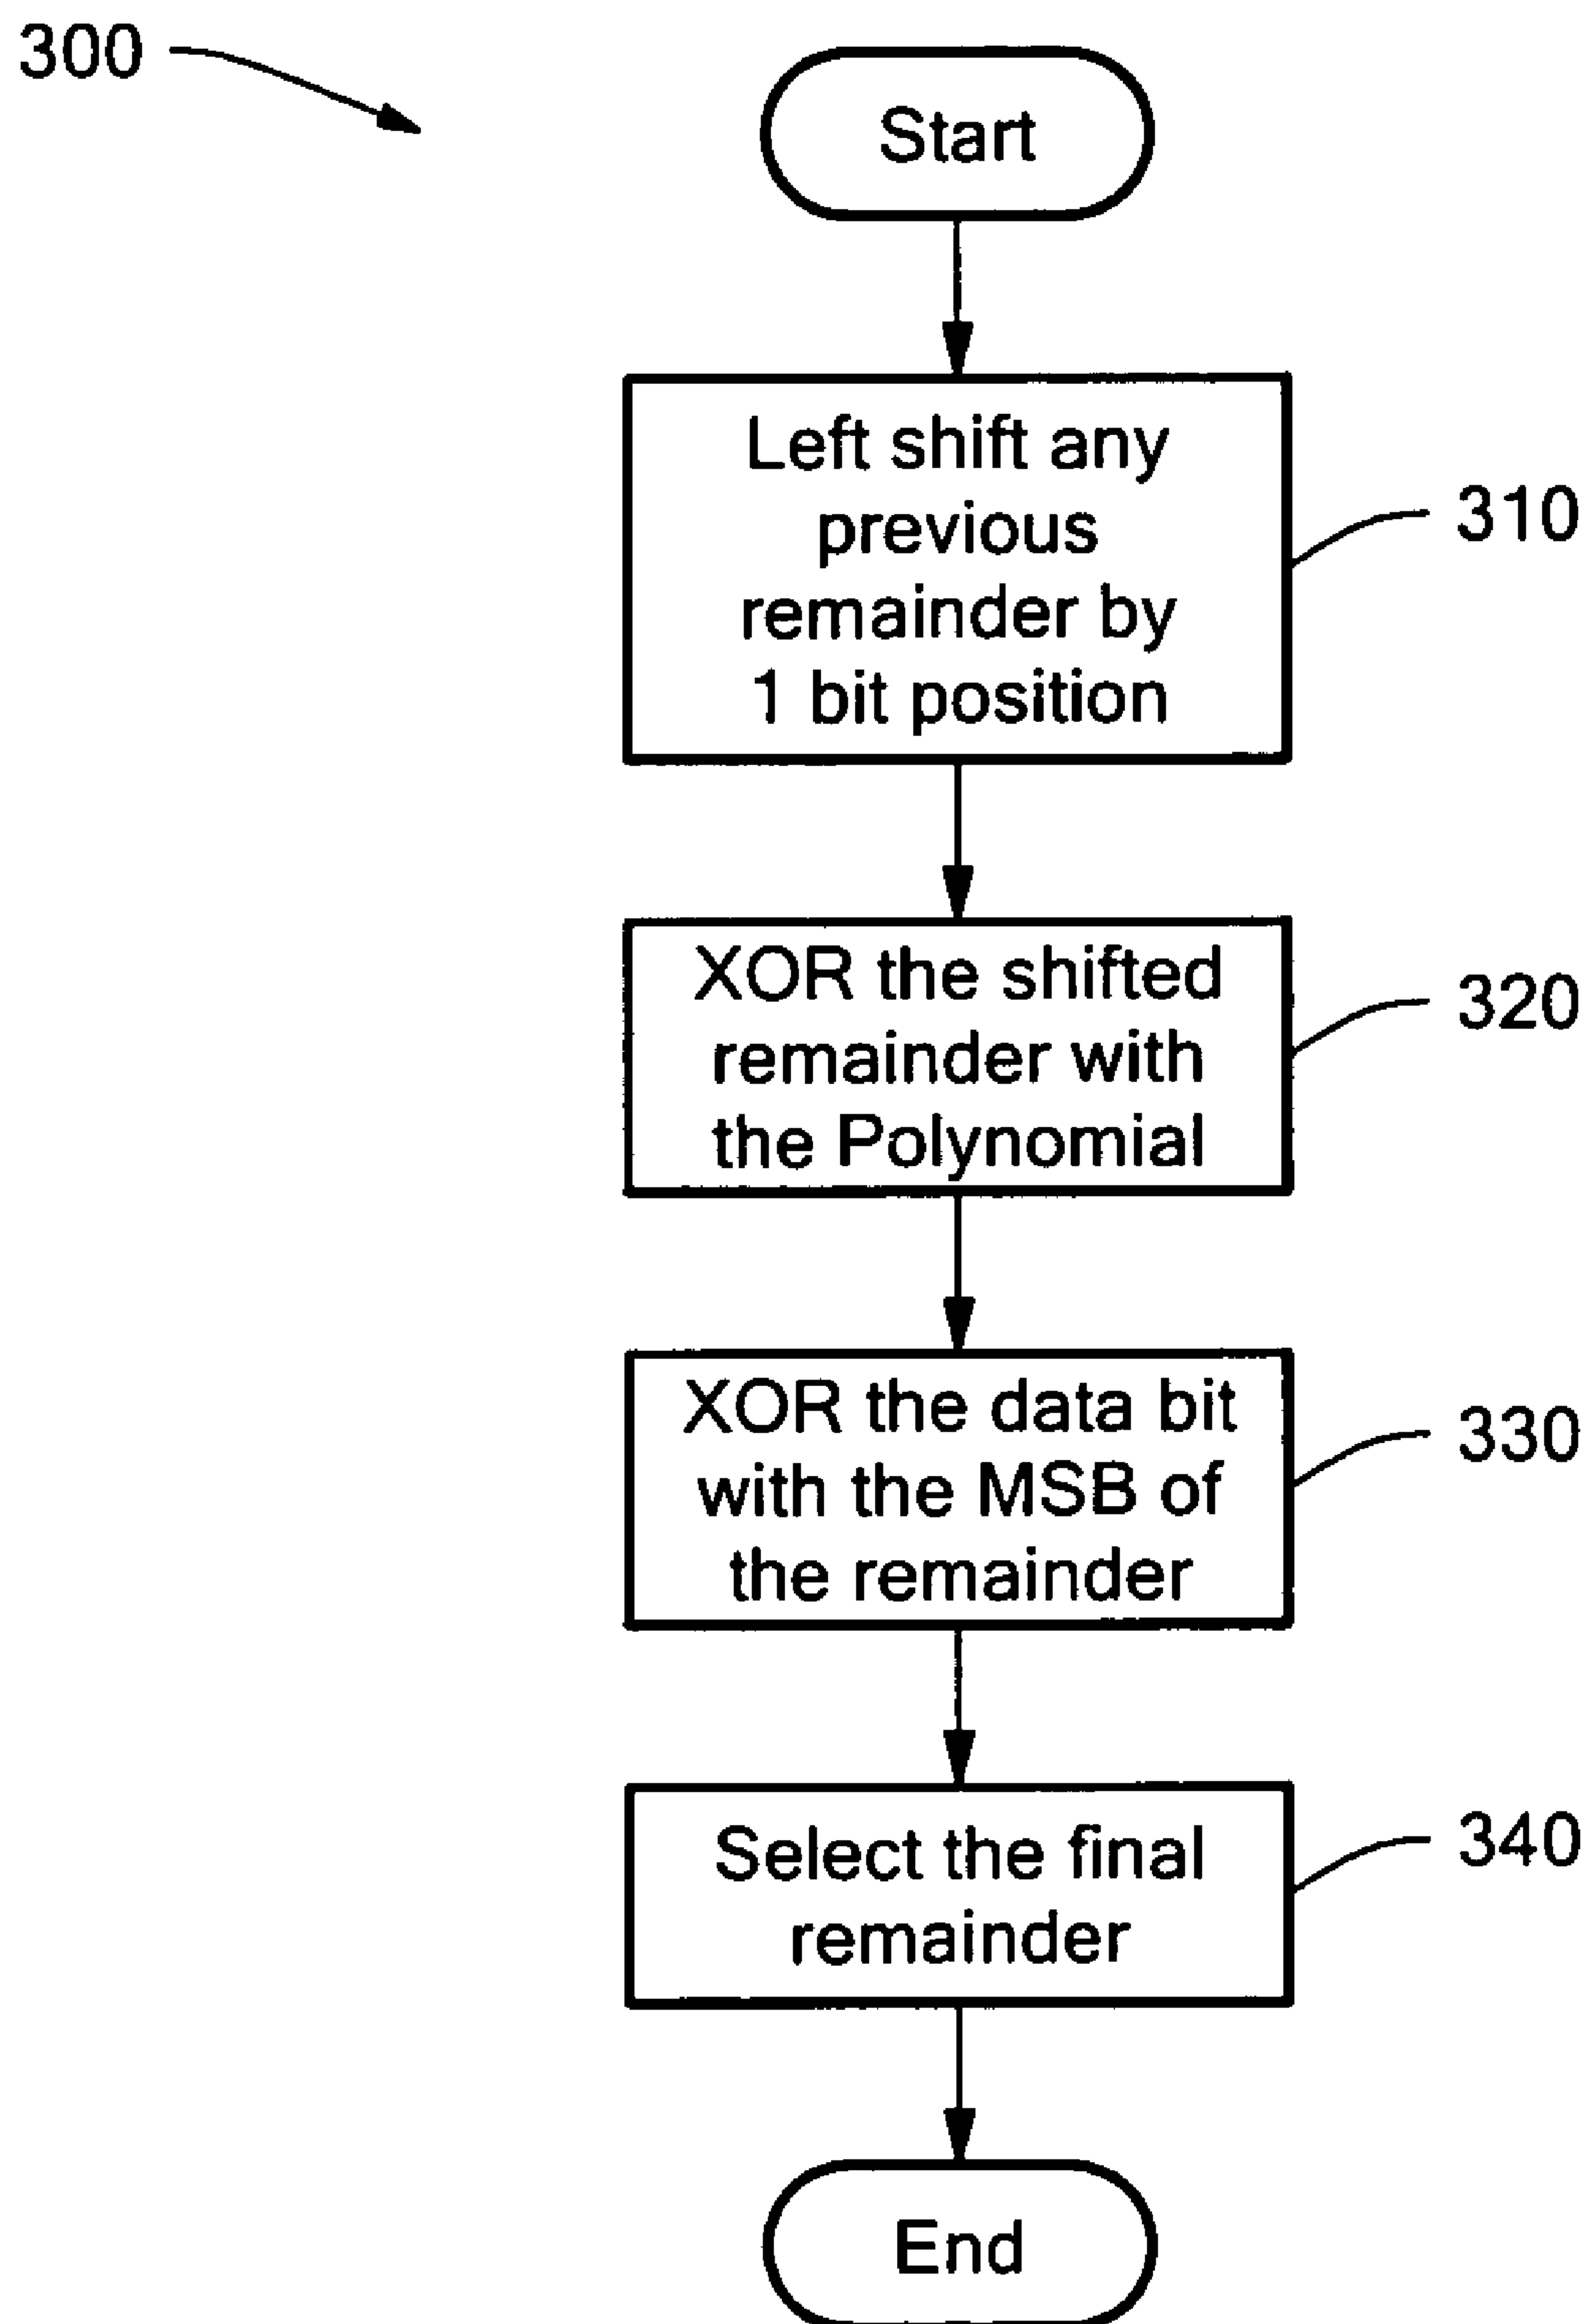 300
Start
Left shift any
previous
remainder by
1 bit position
310
XOR the shifted
remainder with
the Polynomial
320
XOR the data bit
with the MSB of
the remainder
330
Select the final
remainder
340
End